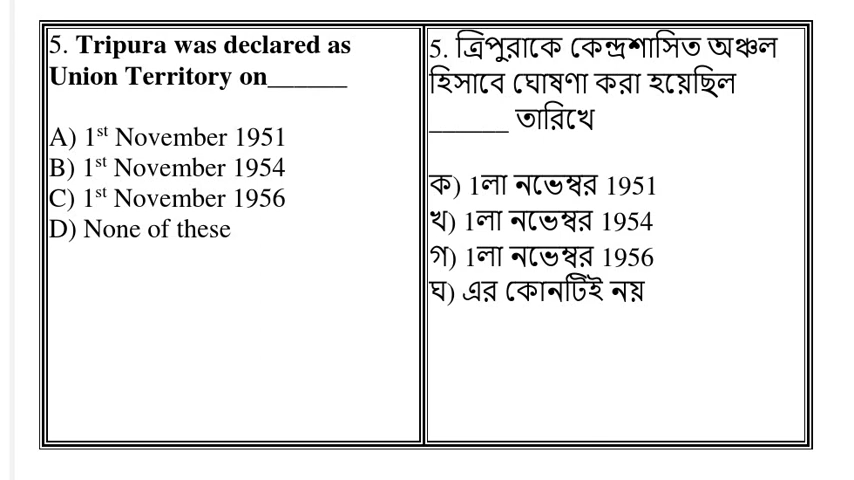 5. Tripura was declared as
Union Territory on______
A) 1st November 1951
B) 1st November 1954
C) 1st November 1956
D) None of these
5. ত্রিপুরাকে কেন্দ্রশাসিত অঞ্চল
হিসাবে ঘোষণা করা হয়েছিল
______ তারিখে
ক) 1লা নভেম্বর 1951
খ) 1লা নভেম্বর 1954
গ) 1লা নভেম্বর 1956
ঘ) এর কোনটিই নয়